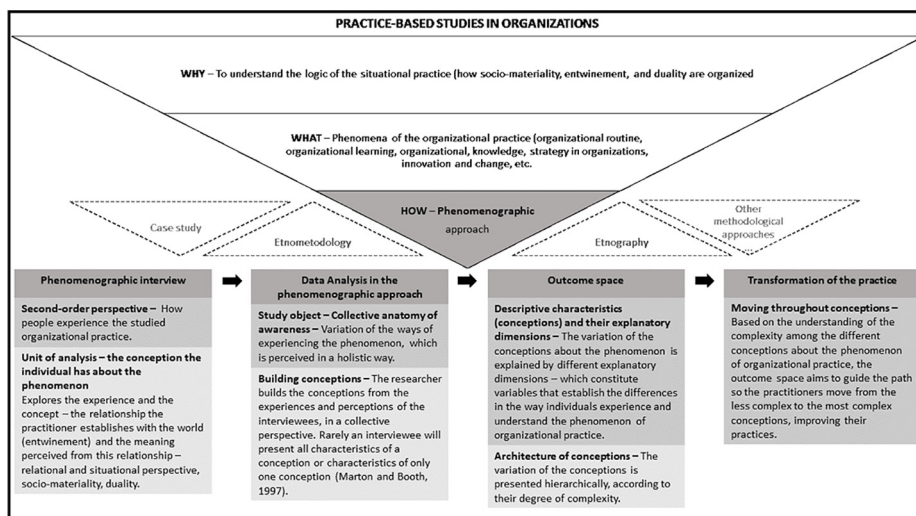 PRACTICE-BASED STUDIES IN ORGANIZATIONS
WHY – To understand the logic of the situational practice (how socio-materiality, entwinement, and duality are organized
WHAT – Phenomena of the organizational practice (organizational routine,
organizational learning, organizational, knowledge, strategy in organizations,
innovation and change, etc.
HOW – Phenomenographic
approach
Case study
Etnometodology
Etnography
Other
methodological
approaches
...
Phenomenographic interview
Second-order perspective – How
people experience the studied
organizational practice.
Unit of analysis – the conception the
individual has about the
phenomenon
Explores the experience and the
concept – the relationship the
practitioner establishes with the world
(entwinement) and the meaning
perceived from this relationship –
relational and situational perspective,
socio-materiality, duality.
Data Analysis in the
phenomenographic approach
Study object – Collective anatomy of
awareness – Variation of the ways of
experiencing the phenomenon, which
is perceived in a holistic way.
Building conceptions – The researcher
builds the conceptions from the
experiences and perceptions of the
interviewees, in a collective
perspective. Rarely an interviewee will
present all characteristics of a
conception or characteristics of only
one conception (Marton and Booth,
1997).
Outcome space
Descriptive characteristics
(conceptions) and their explanatory
dimensions – The variation of the
conceptions about the phenomenon is
explained by different explanatory
dimensions – which constitute
variables that establish the differences
in the way individuals experience and
understand the phenomenon of
organizational practice.
Architecture of conceptions – The
variation of the conceptions is
presented hierarchically, according to
their degree of complexity.
Transformation of the practice
Moving throughout conceptions –
Based on the understanding of the
complexity among the different
conceptions about the phenomenon
of organizational practice, the
outcome space aims to guide the path
so the practitioners move from the
less complex to the most complex
conceptions, improving their
practices.